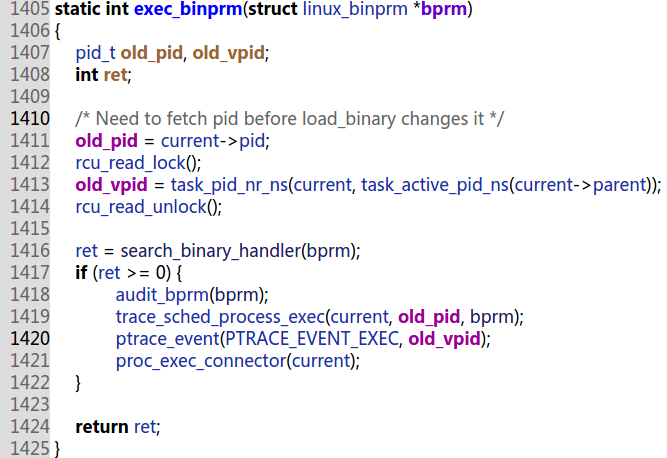 1405 static int exec_binprm(struct linux_binprm *bprm)
1406 {
1407 pid_t old_pid, old_vpid;
1408 int ret;
1409
1410 /* Need to fetch pid before load_binary changes it */
1411 old_pid = current->pid;
1412 rcu_read_lock();
1413 old_vpid = task_pid_nr_ns(current, task_active_pid_ns(current->parent));
1414 rcu_read_unlock();
1415
1416 ret = search_binary_handler(bprm);
1417 if (ret >= 0) {
1418 audit_bprm(bprm);
1419 trace_sched_process_exec(current, old_pid, bprm);
1420 ptrace_event(PTRACE_EVENT_EXEC, old_vpid);
1421 proc_exec_connector(current);
1422 }
1423
1424 return ret;
1425 }